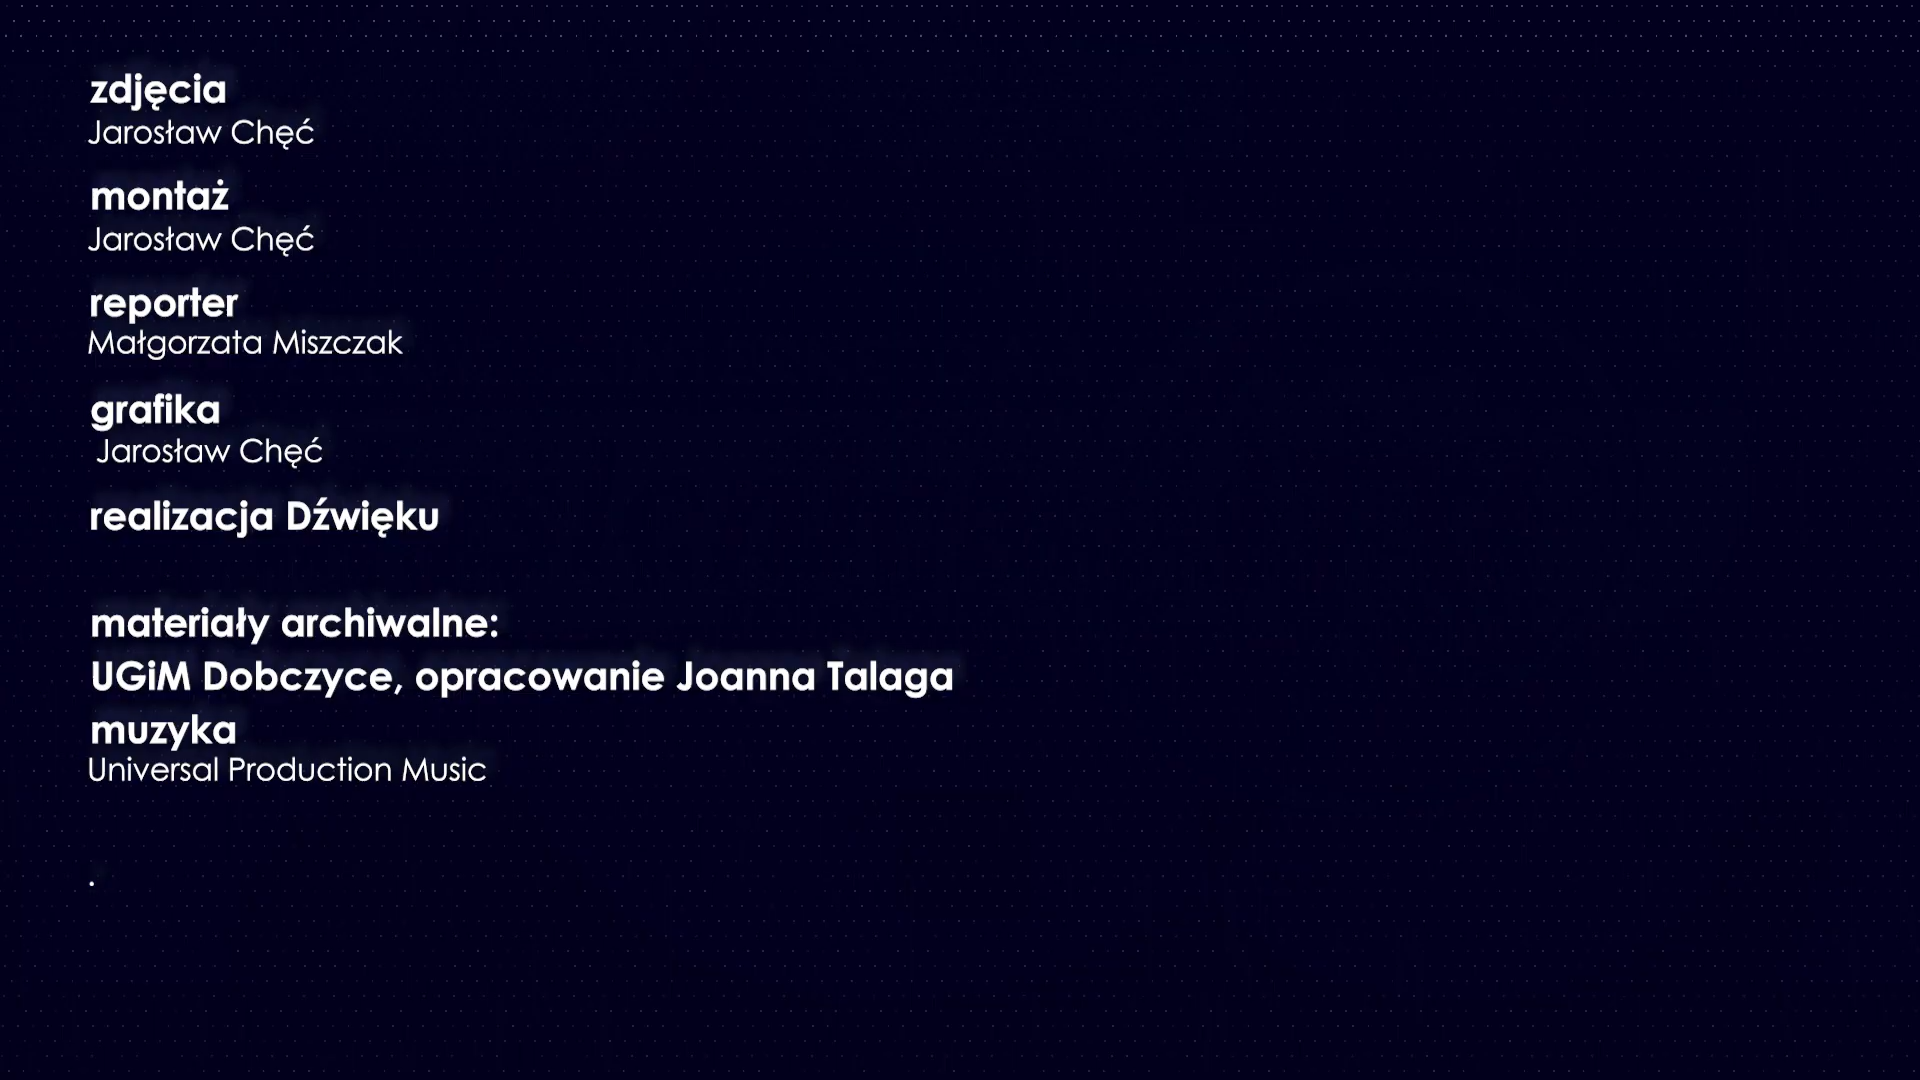 zdjęcia
Jarosław Chęć
montaż
Jarosław Chęć
reporter
Małgorzata Miszczak
grafika
Jarosław Chęć
realizacja Dźwięku
materiały archiwalne:
UGiM Dobczyce, opracowanie Joanna Talaga
muzyka
Universal Production Music
.